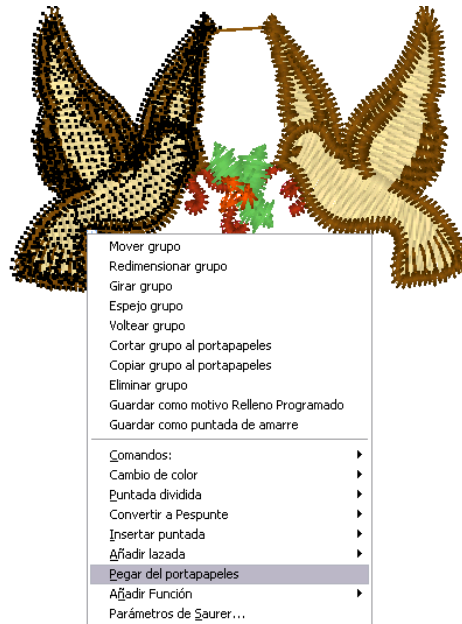 Mover grupo
Redimensionar grupo
Girar grupo
Espejo grupo
Voltear grupo
Cortar grupo al portapapeles
Copiar grupo al portapapeles
Eliminar grupo
Guardar como motivo Relleno Programado
Guardar como puntada de amarre
Comandos:
Cambio de color
Puntada dividida
Convertir a Pespunte
Insertar puntada
Añadir lazada
Pegar del portapapeles
Añadir Función
Parámetros de Saurer...